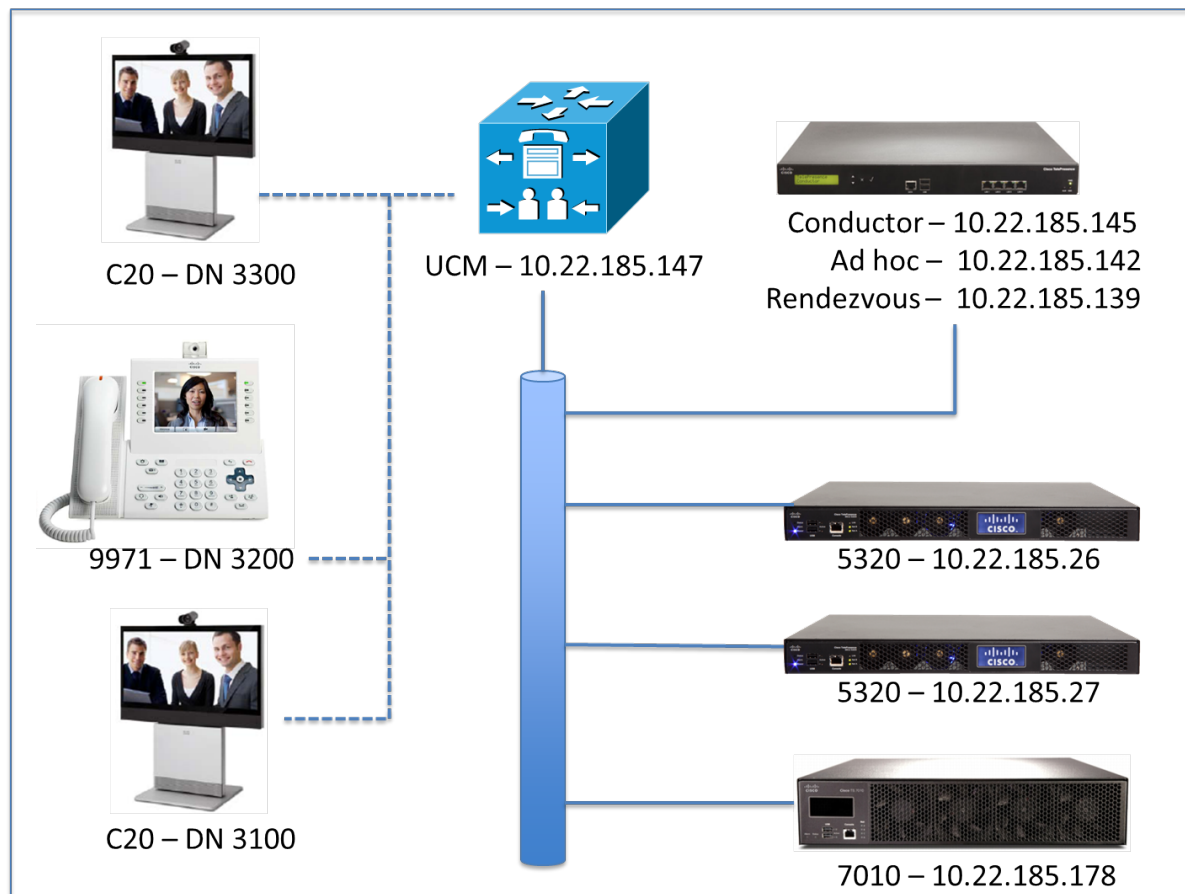 C20 – DN 3300
UCM – 10.22.185.147
Conductor – 10.22.185.145
Ad hoc – 10.22.185.142
Rendezvous – 10.22.185.139
9971 – DN 3200
CISCO.
5320 – 10.22.185.26
CISCO.
5320 – 10.22.185.27
C20 – DN 3100
7010 – 10.22.185.178